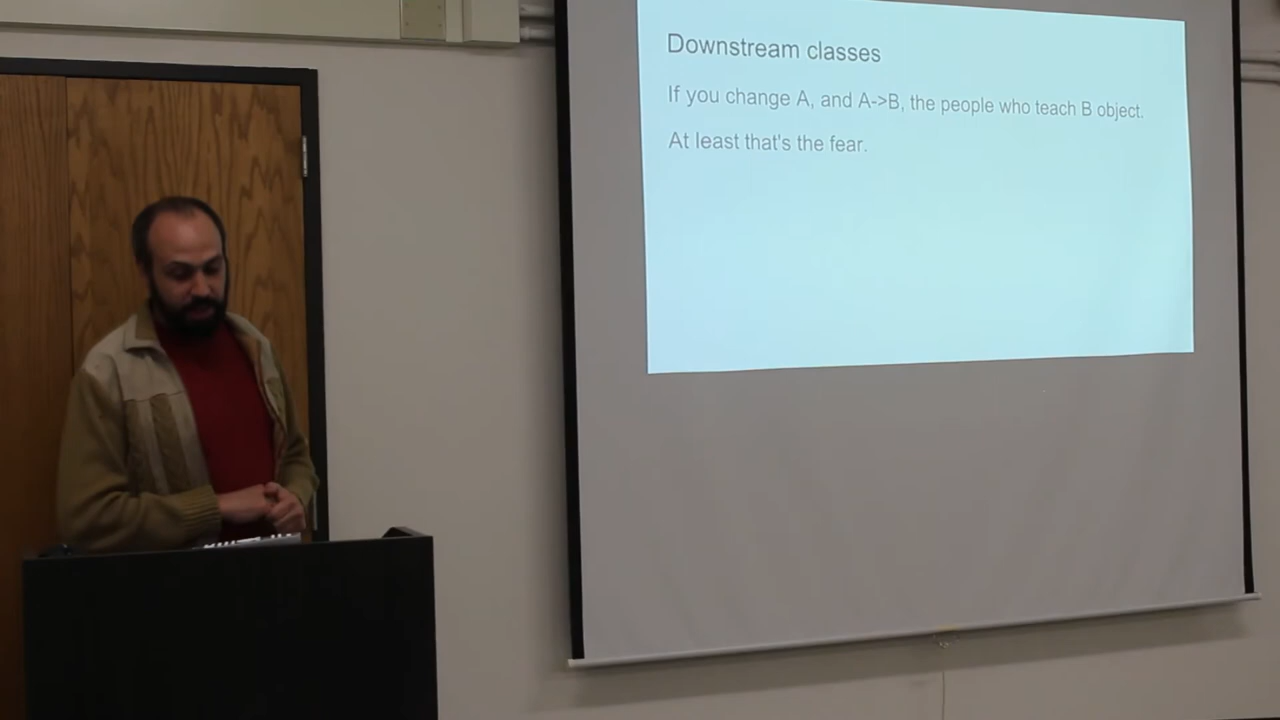 Downstream classes
If you change A, and A->B, the people who teach B object.
At least that's the fear.